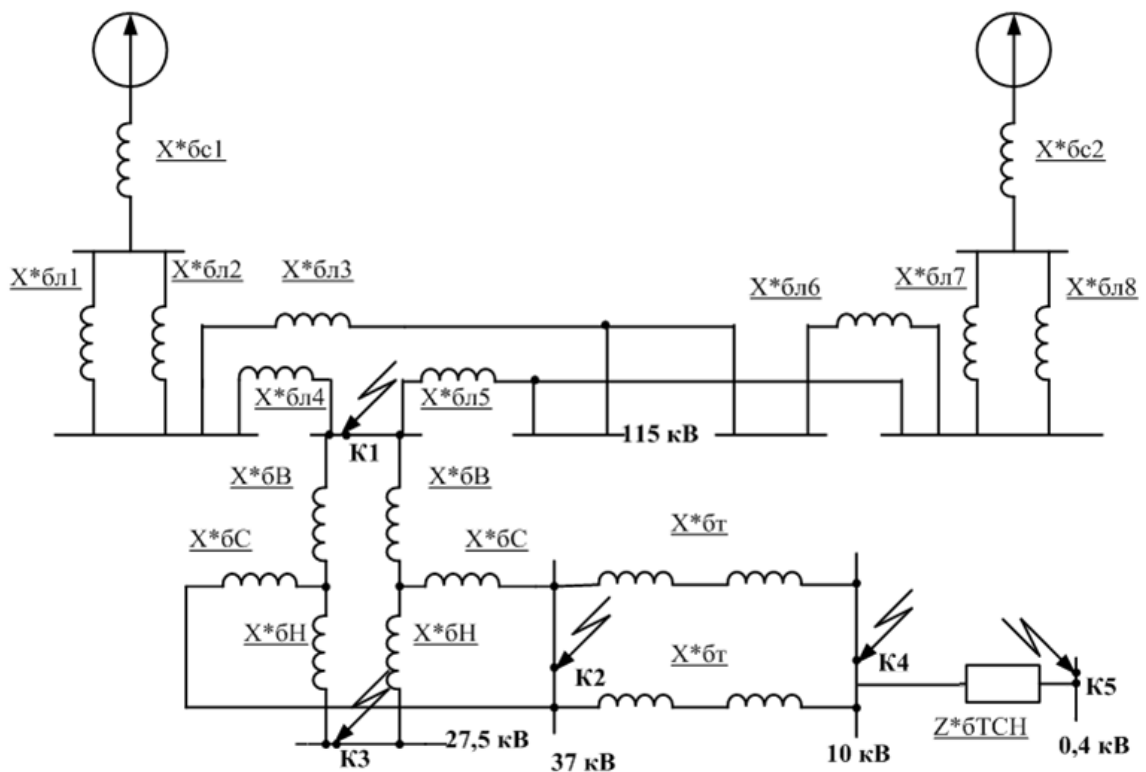 X*бс1
X*бс2
X*бл1
X*бл2
X*бл3
X*бл6
X*бл7
X*бл8
X*бл4
X*бл5
115 кВ
К1
X*бВ
X*бВ
X*бС
X*бС
X*бт
X*бН
X*бН
X*бт
К2
К4
К5
27,5 кВ
К3
37 кВ
10 кВ
Z*бТСН
0,4 кВ